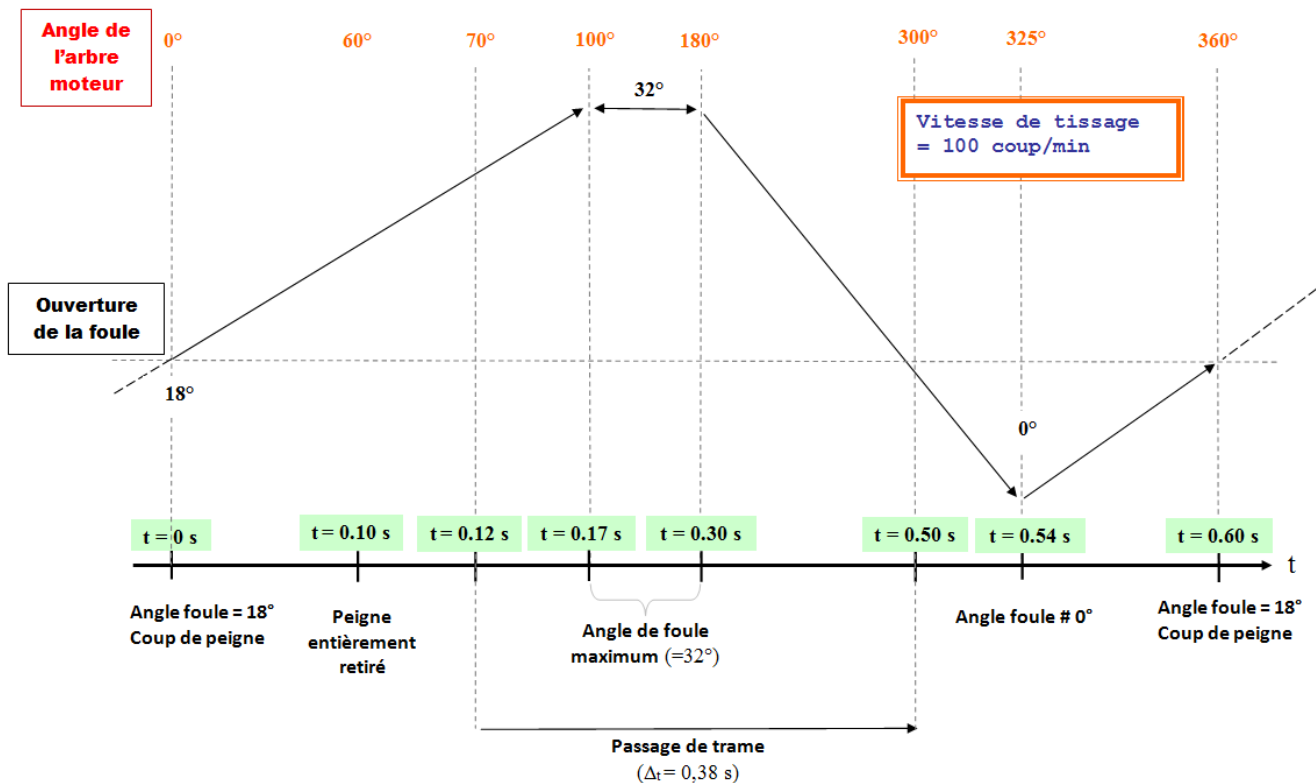 Angle de
l'arbre
moteur
0°
60°
70°
100°
180°
300°
325°
360°
32°
Vitesse de tissage
= 100 coup/min
Ouverture
de la foule
18°
0°
t = 0 s
t = 0.10 s
t = 0.12 s
t = 0.17 s
t = 0.30 s
t = 0.50 s
t = 0.54 s
t = 0.60 s
t
Angle foule = 18°
Coup de peigne
Peigne
entièrement
retiré
Angle de foule
maximum (=32°)
Angle foule # 0°
Angle foule = 18°
Coup de peigne
Passage de trame
(Δt = 0,38 s)